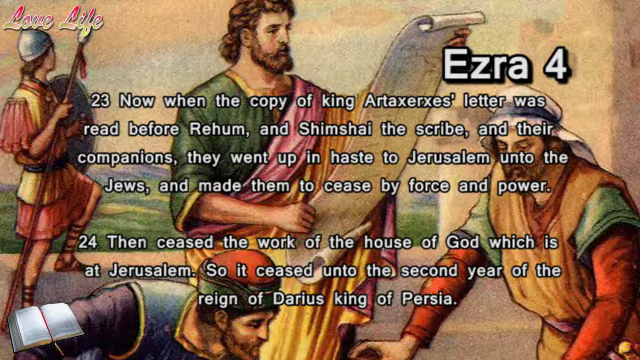 Love Life
Ezra 4
23 Now when the copy of king Artaxerxes' letter was
read before Rehum, and Shimshai the scribe, and their
companions, they went up in haste to Jerusalem unto the
Jews, and made them to cease by force and power.
24 Then ceased the work of the house of God which is
at Jerusalem. So it ceased unto the second year of the
reign of Darius king of Persia.